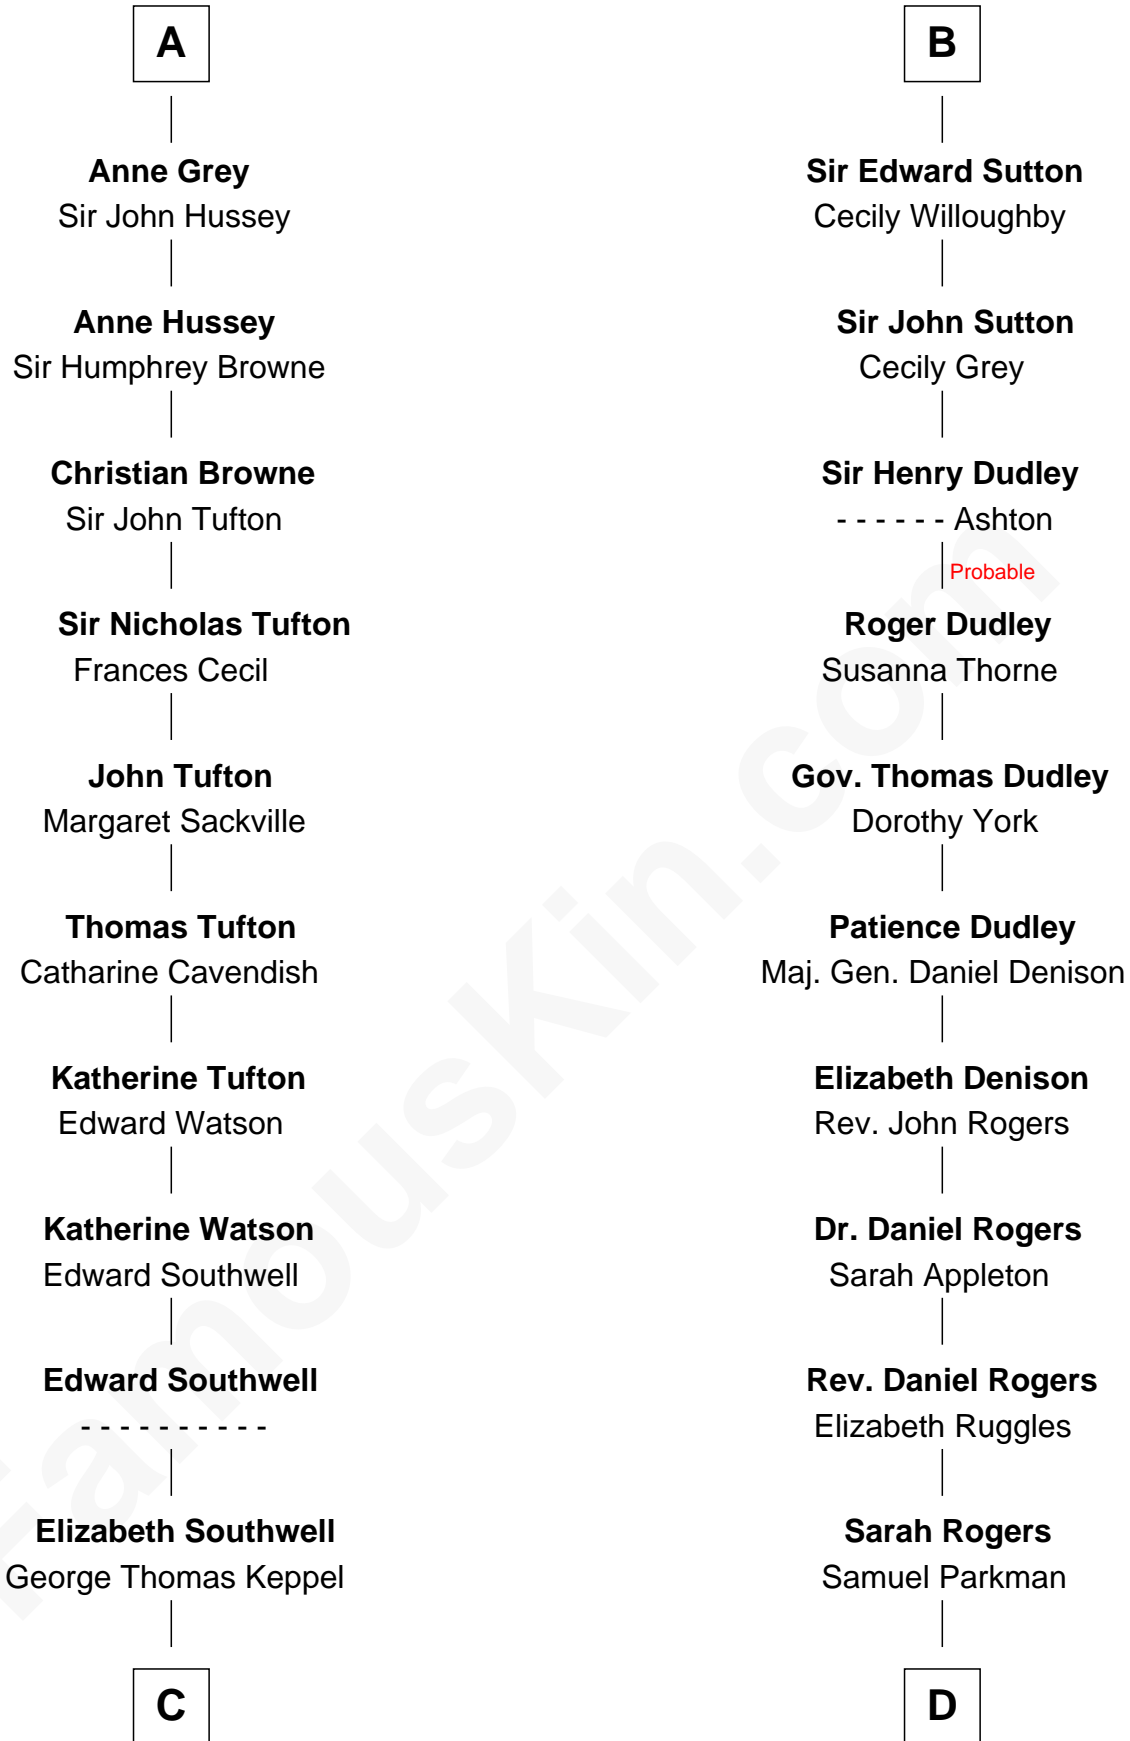 A
Anne Grey
Sir John Hussey
Anne Hussey
Sir Humphrey Browne
Christian Browne
Sir John Tufton
Sir Nicholas Tufton
Frances Cecil
John Tufton
Margaret Sackville
Thomas Tufton
Catharine Cavendish
Katherine Tufton
Edward Watson
Katherine Watson
Edward Southwell
Edward Southwell
- - - - - - - - - -
Elizabeth Southwell
George Thomas Keppel
C
B
Sir Edward Sutton
Cecily Willoughby
Sir John Sutton
Cecily Grey
Sir Henry Dudley
- - - - - - Ashton
Probable
Roger Dudley
Susanna Thorne
Gov. Thomas Dudley
Dorothy York
Patience Dudley
Maj. Gen. Daniel Denison
Elizabeth Denison
Rev. John Rogers
Dr. Daniel Rogers
Sarah Appleton
Rev. Daniel Rogers
Elizabeth Ruggles
Sarah Rogers
Samuel Parkman
D
FamousKin.com